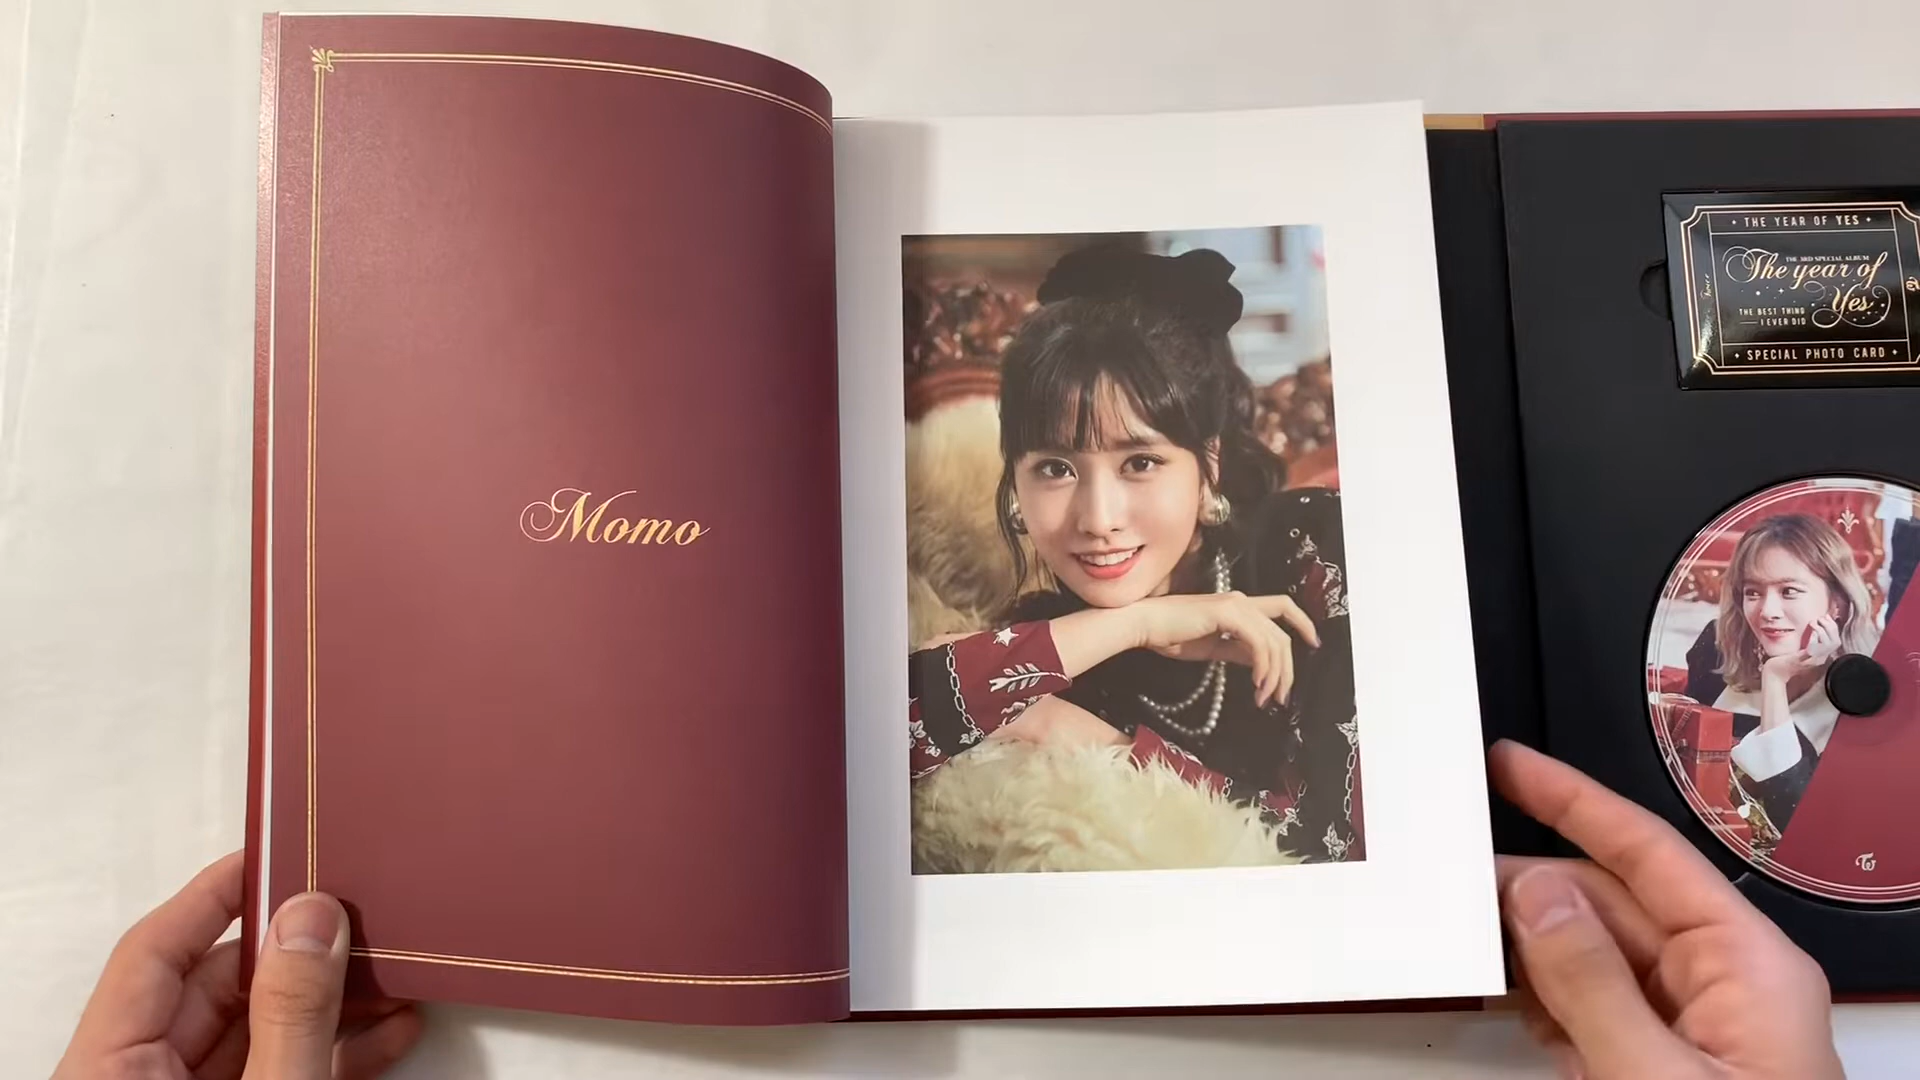 Momo
THE YEAR OF YES
THE 3RD SPECIAL ALBUM
The year of
Yes
THE BEST THING
I EVER DID
SPECIAL PHOTO CARD